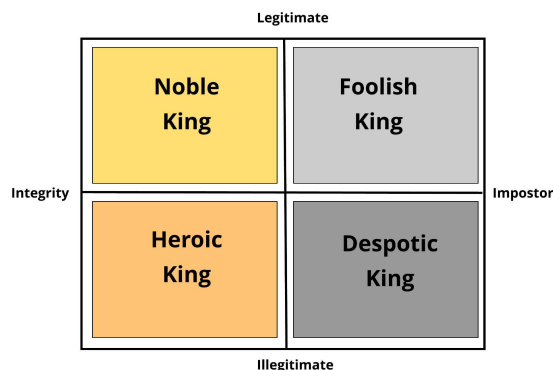 Legitimate
Noble
King
Foolish
King
Integrity
Impostor
Heroic
King
Despotic
King
Illegitimate